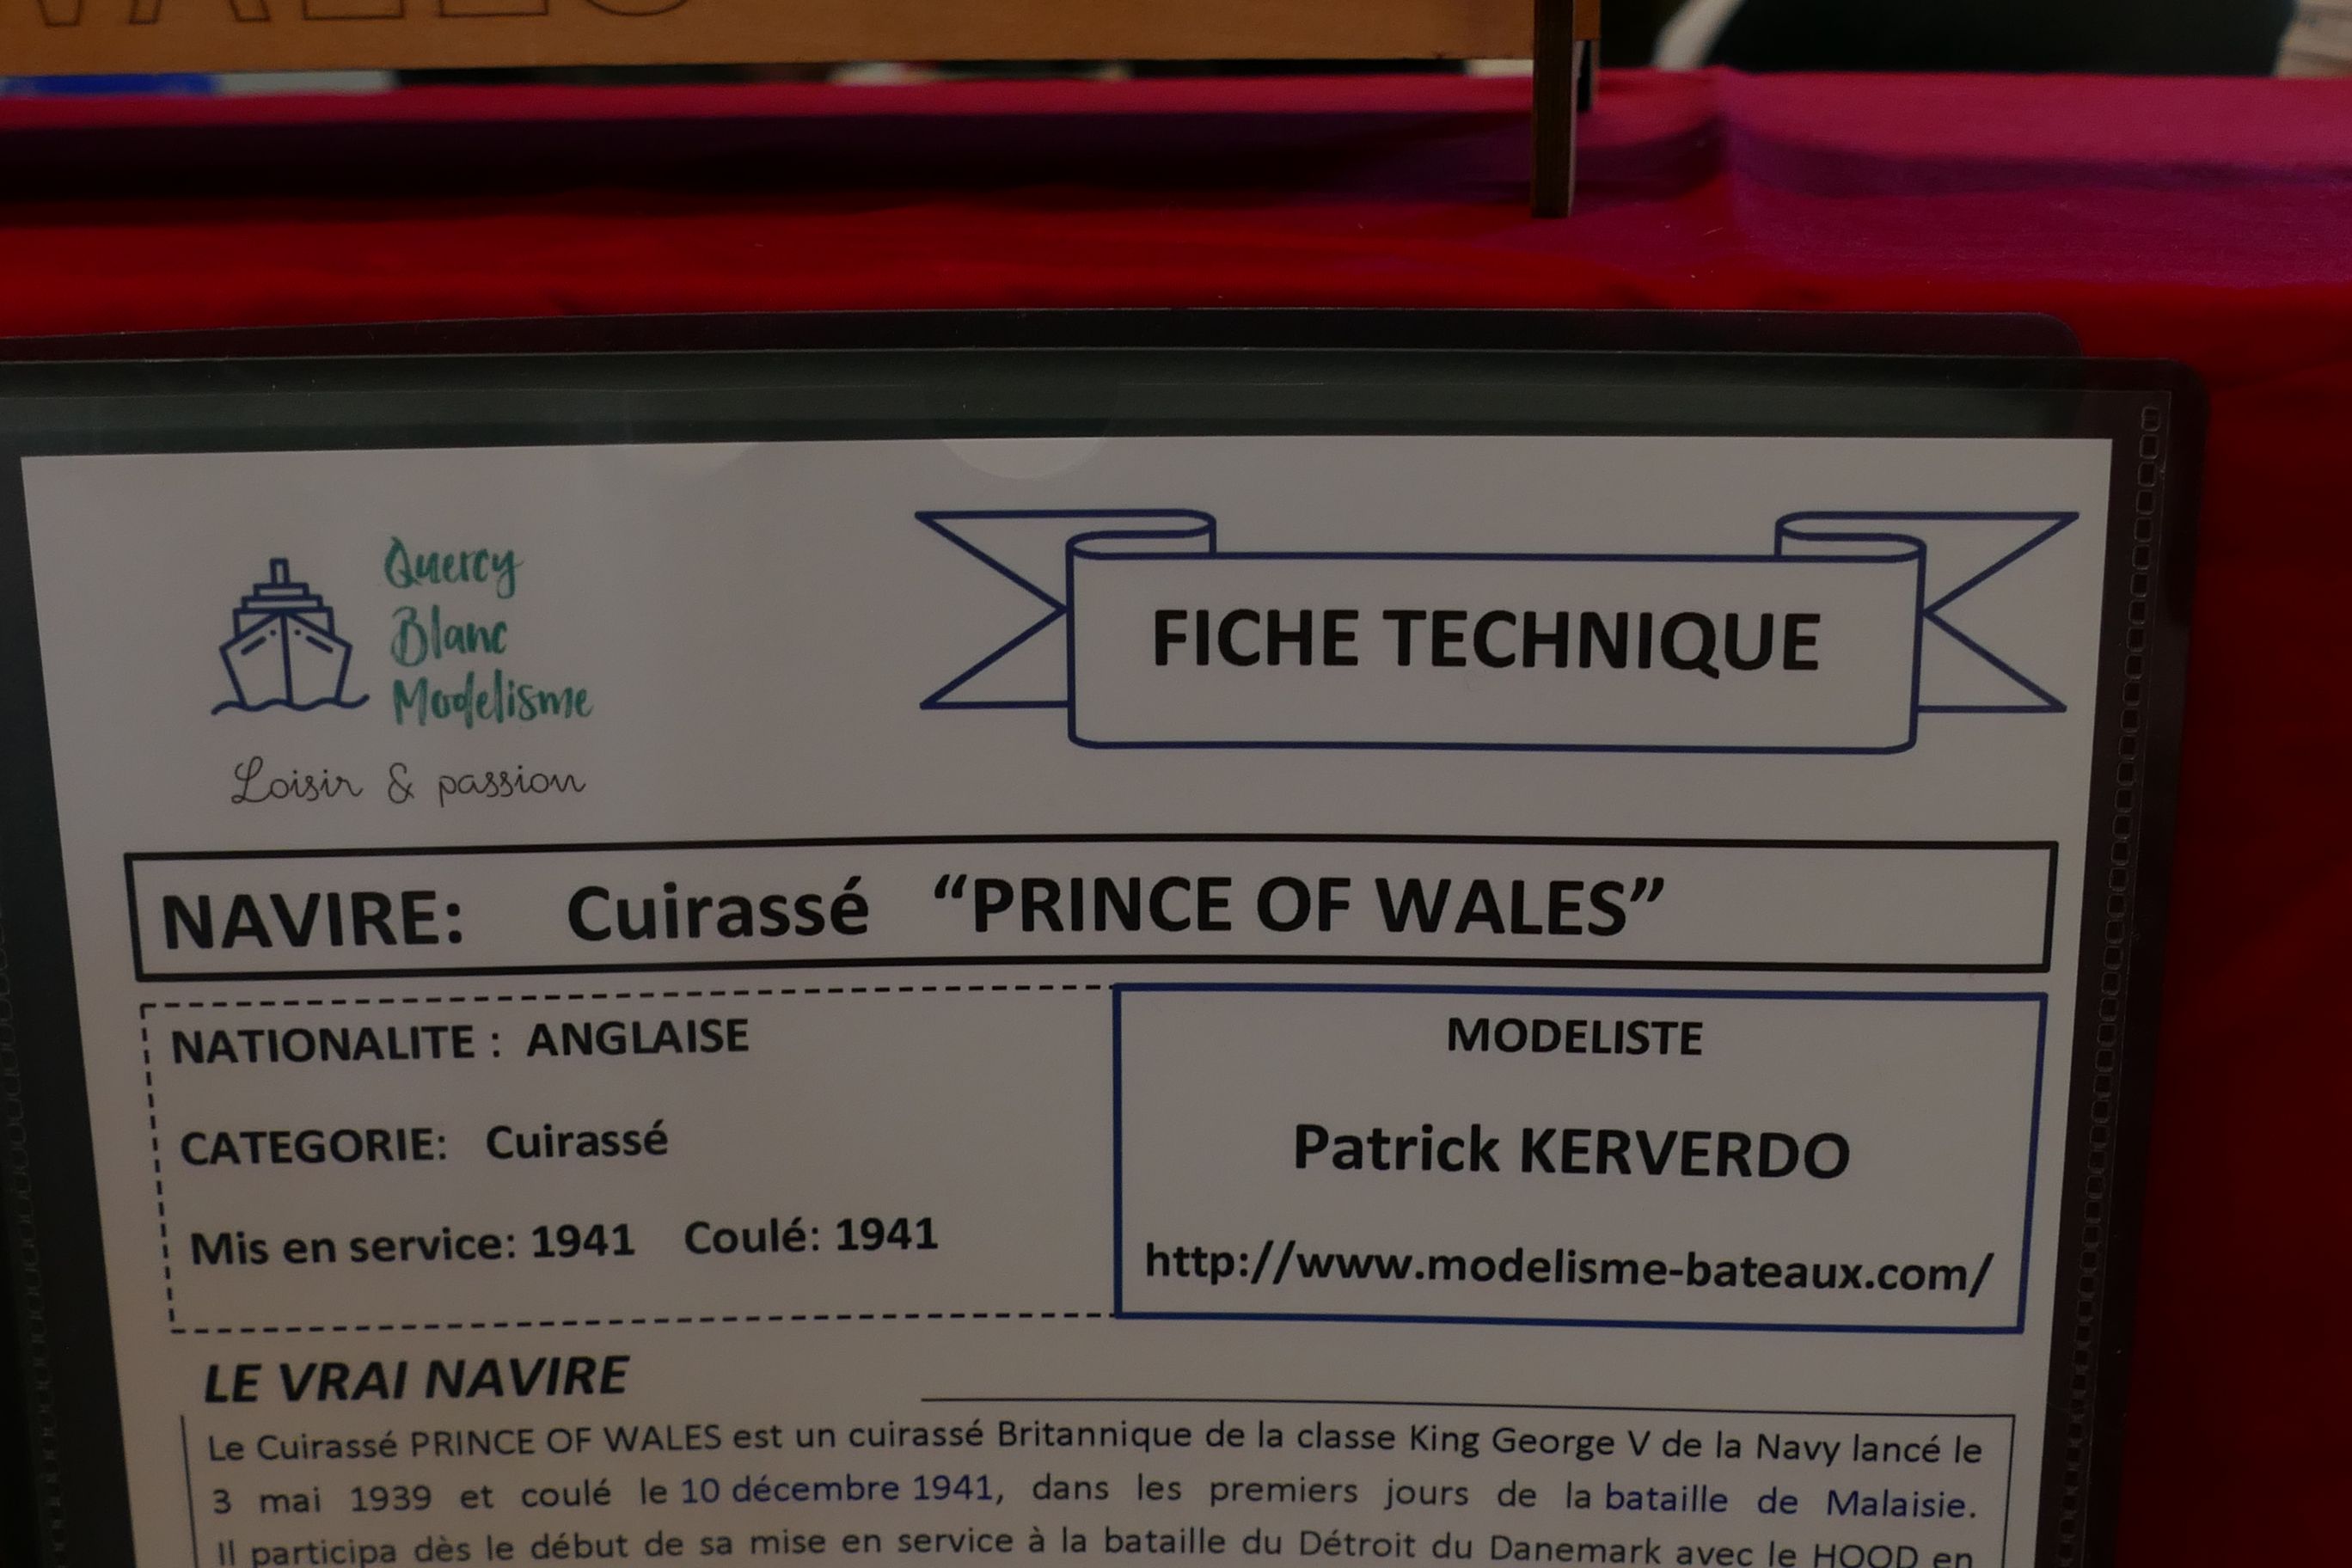 WALES
Quercy
Blanc
Modelisme
Loisir & passion
FICHE TECHNIQUE
NAVIRE: Cuirassé “PRINCE OF WALES”
NATIONALITE : ANGLAISE
CATEGORIE: Cuirassé
Mis en service: 1941 Coulé: 1941
MODELISTE
Patrick KERVERDO
http://www.modelisme-bateaux.com/
LE VRAI NAVIRE
Le Cuirassé PRINCE OF WALES est un cuirassé Britannique de la classe King George V de la Navy lancé le
3 mai 1939 et coulé le 10 décembre 1941, dans les premiers jours de la bataille de Malaisie.
Il participa dès le début de sa mise en service à la bataille du Détroit du Danemark avec le HOOD en